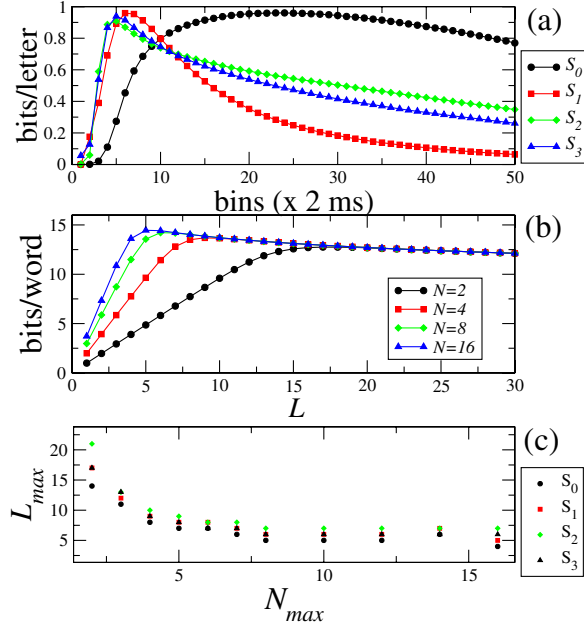 (a)
bits/letter
1
0.8
0.6
0.4
0.2
0
0 10 20 30 40 50
bins (x 2 ms)
S0
S1
S2
S3
(b)
bits/word
15
10
5
0
0 5 10 15 20 25 30
L
N=2
N=4
N=8
N=16
(c)
Lmax
20
15
10
5
5 10 15
Nmax
S0
S1
S2
S3